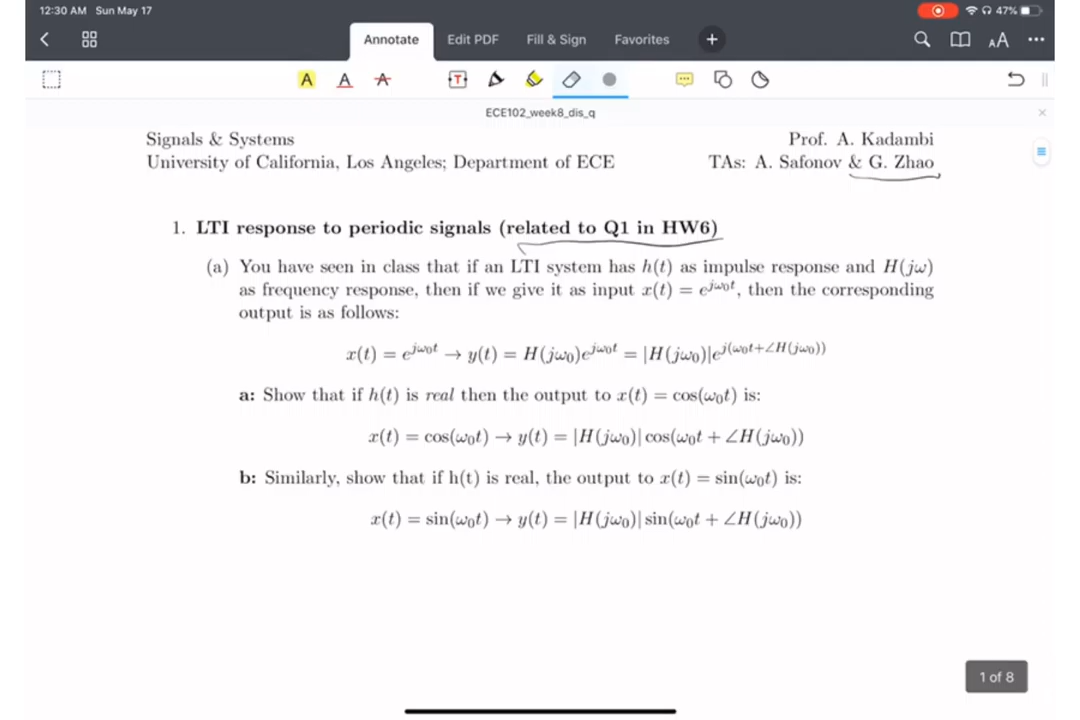 12:30 AM Sun May 17
47%
Annotate Edit PDF Fill & Sign Favorites +
AA
A A A T
ECE102_week8_dis_q ×
Signals & Systems Prof. A. Kadambi
University of California, Los Angeles; Department of ECE TAs: A. Safonov & G. Zhao
1. LTI response to periodic signals (related to Q1 in HW6)
(a) You have seen in class that if an LTI system has h(t) as impulse response and H(jω)
as frequency response, then if we give it as input x(t) = e^{jω₀t}, then the corresponding
output is as follows:
x(t) = e^{jω₀t} → y(t) = H(jω₀)e^{jω₀t} = |H(jω₀)|e^{j(ω₀t+∠H(jω₀))}
a: Show that if h(t) is real then the output to x(t) = cos(ω₀t) is:
x(t) = cos(ω₀t) → y(t) = |H(jω₀)| cos(ω₀t + ∠H(jω₀))
b: Similarly, show that if h(t) is real, the output to x(t) = sin(ω₀t) is:
x(t) = sin(ω₀t) → y(t) = |H(jω₀)| sin(ω₀t + ∠H(jω₀))
1 of 8